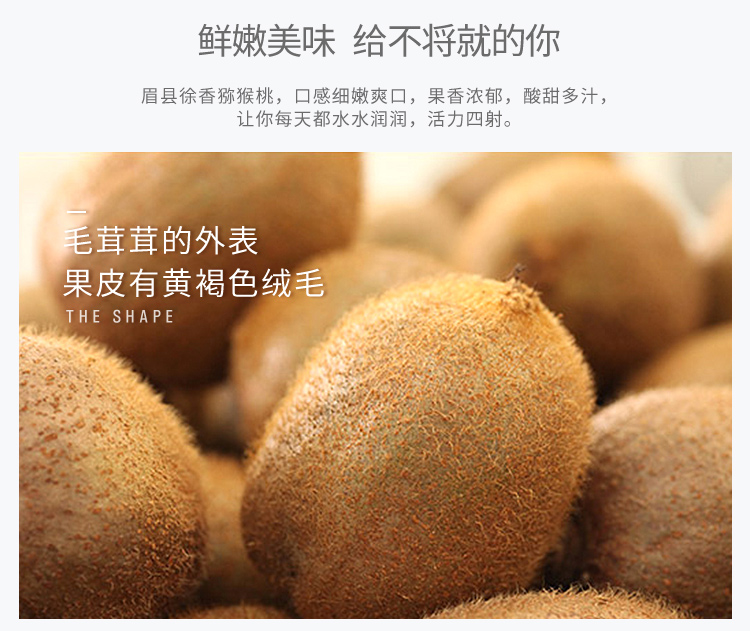 鲜嫩美味 给不将就的你
眉县徐香猕猴桃，口感细嫩爽口，果香浓郁，酸甜多汁，
让你每天都水水润润，活力四射。
毛茸茸的外表
果皮有黄褐色绒毛
THE SHAPE